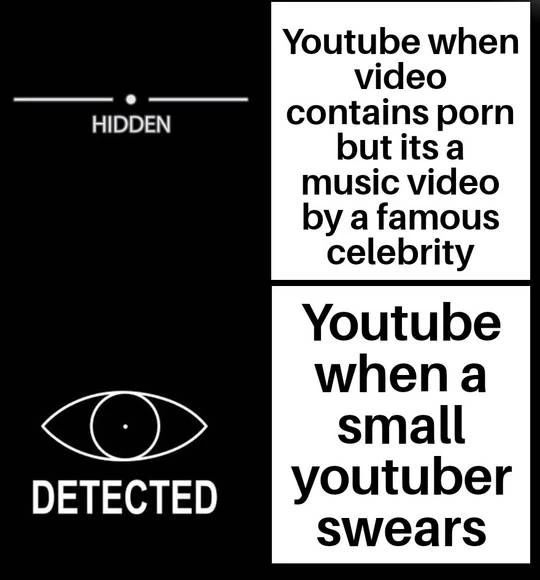 HIDDEN
Youtube when
video
contains porn
but its a
music video
by a famous
celebrity
DETECTED
Youtube
when a
small
youtuber
swears